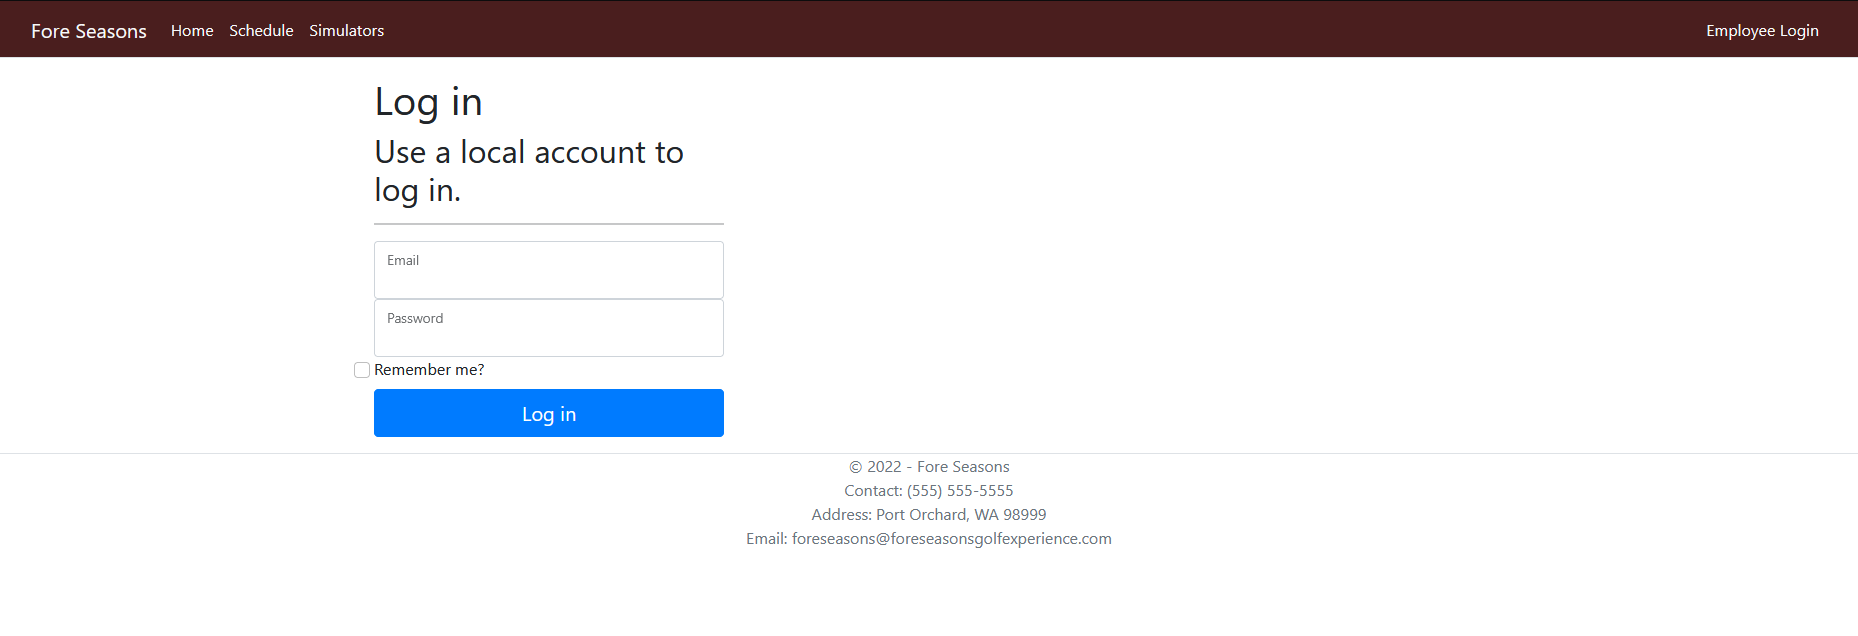 Fore Seasons Home Schedule Simulators Employee Login
Log in
Use a local account to
log in.
Email
Password
Remember me?
Log in
© 2022 - Fore Seasons
Contact: (555) 555-5555
Address: Port Orchard, WA 98999
Email: foreseasons@foreseasonsgolfexperience.com